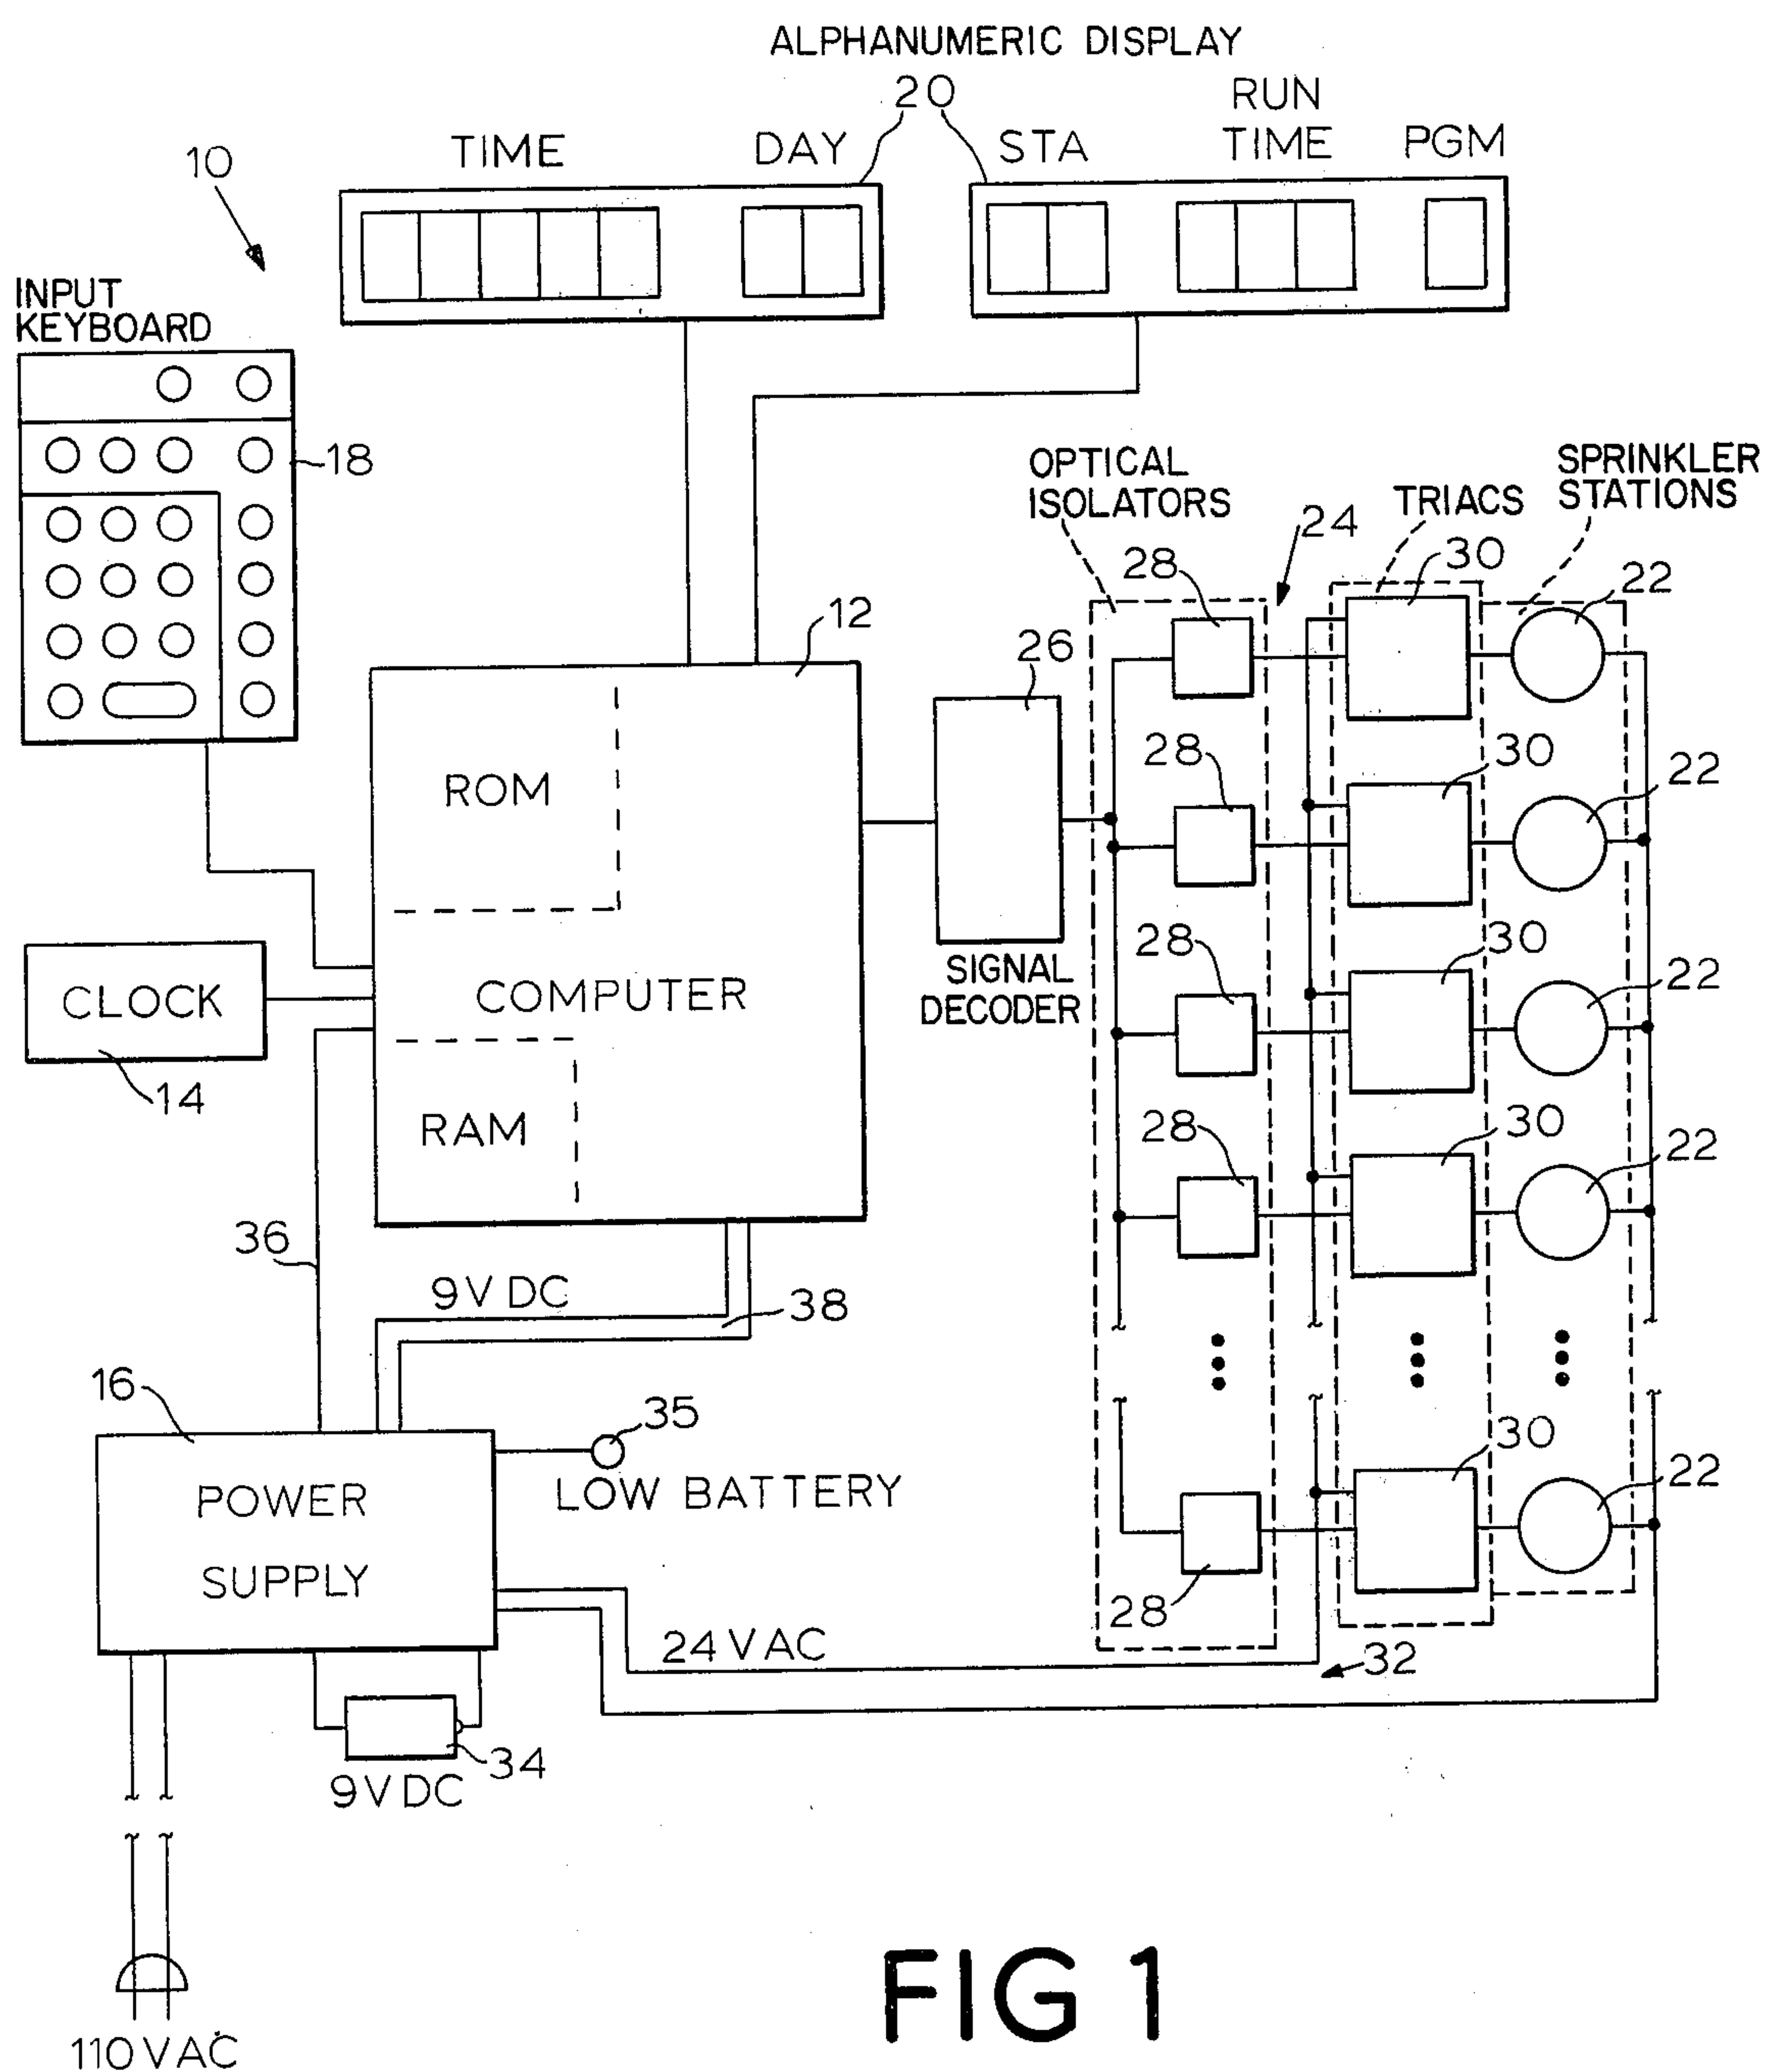 ALPHANUMERIC DISPLAY
20
10
TIME
DAY
STA
RUN
TIME
PGM
INPUT
KEYBOARD
18
12
ROM
COMPUTER
RAM
CLOCK
14
26
SIGNAL
DECODER
OPTICAL
ISOLATORS
24
TRIACS
SPRINKLER
STATIONS
28
30
22
28
30
22
28
30
22
28
30
22
28
30
22
36
9V DC
38
16
POWER
SUPPLY
35
LOW BATTERY
24 VAC
32
34
9V DC
110 VAC
FIG 1